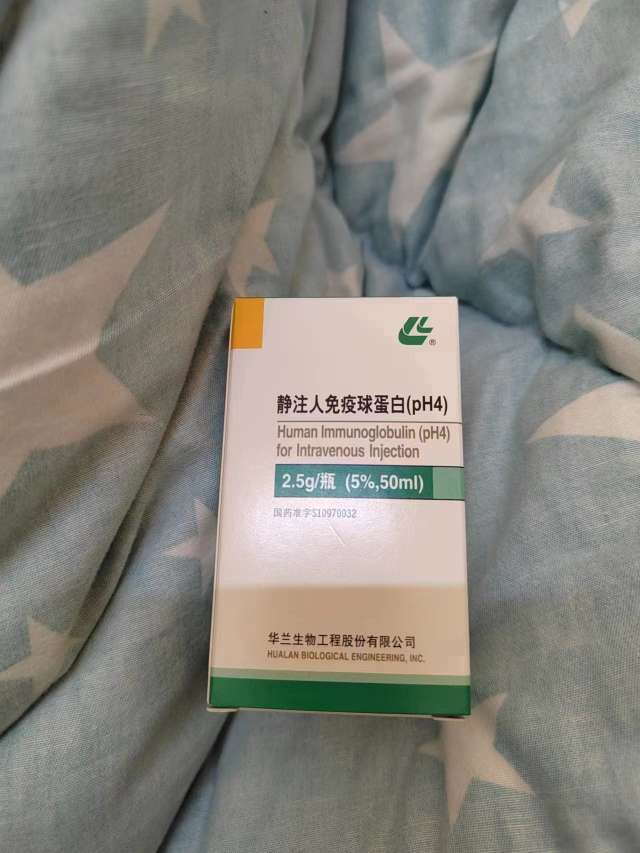 ®
静注人免疫球蛋白(pH4)
Human Immunoglobulin (pH4)
for Intravenous Injection
2.5g/瓶 (5%,50ml)
国药准字S10970032
华兰生物工程股份有限公司
HUALAN BIOLOGICAL ENGINEERING, INC.